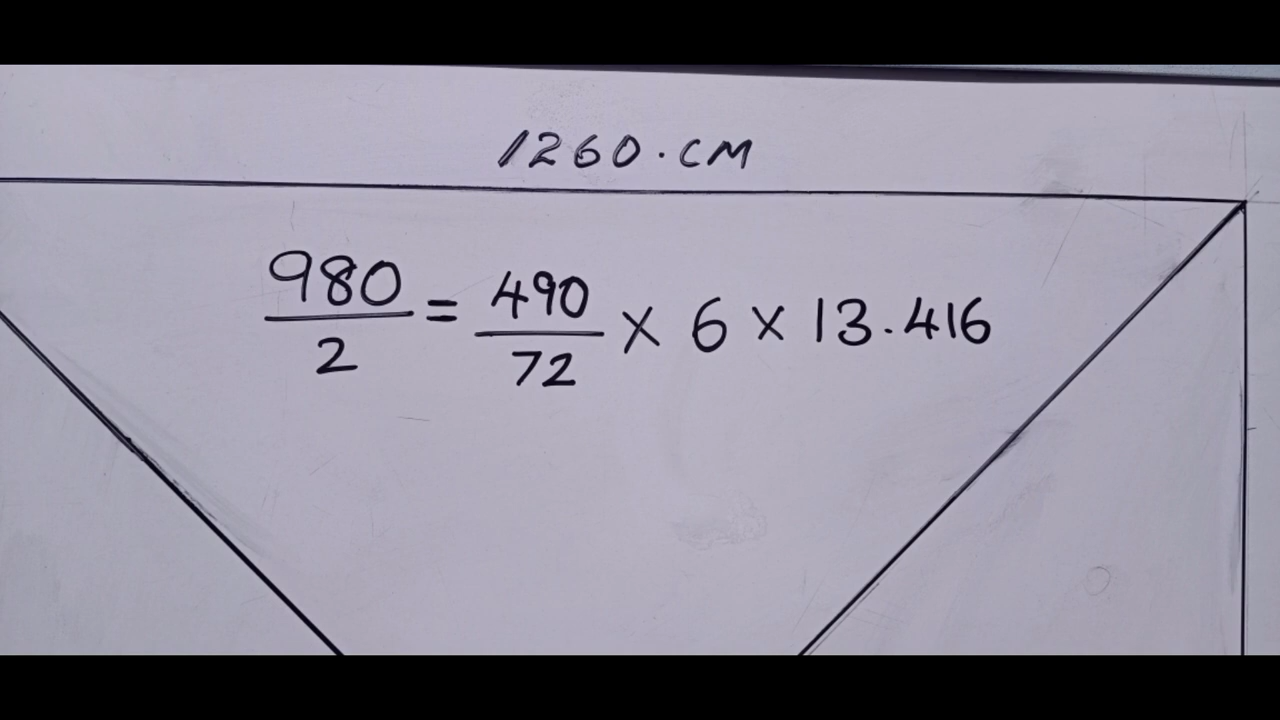 1260.CM
980/2 = 490/72 × 6 × 13.416